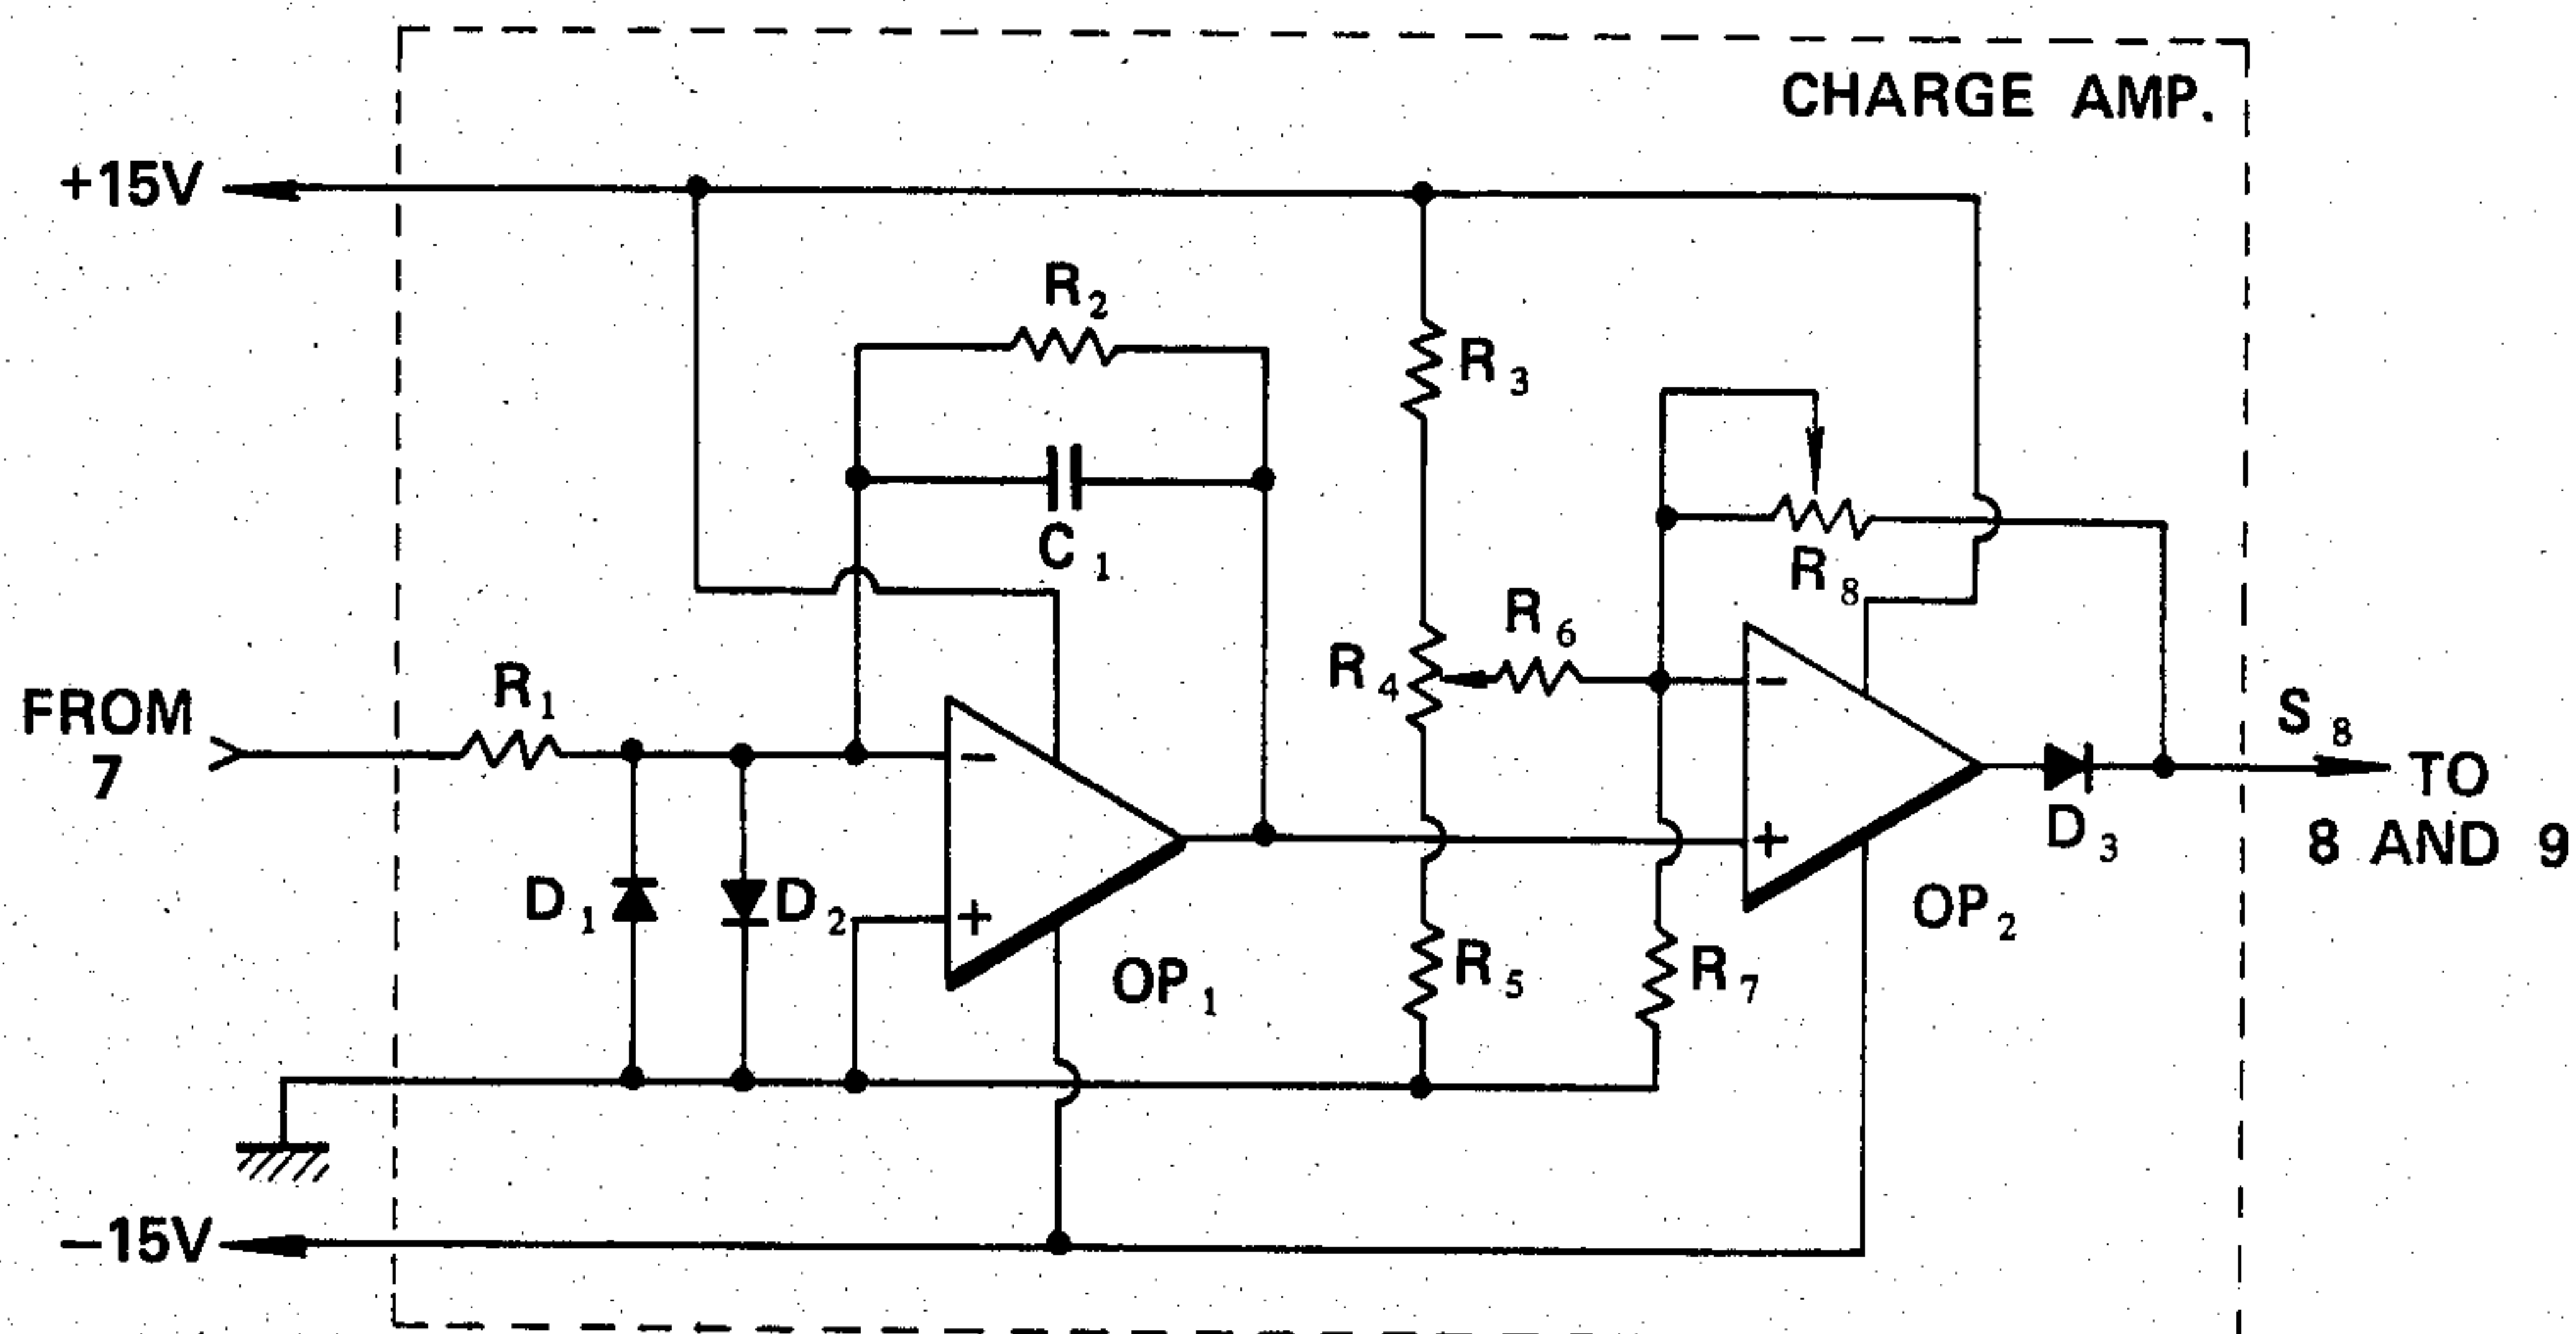 CHARGE AMP.
+15V
R2
R3
C1
R8
R6
R4
R1
FROM
7
−
−
S8
TO
8 AND 9
D3
+
OP2
D1
D2
+
OP1
R5
R7
−15V